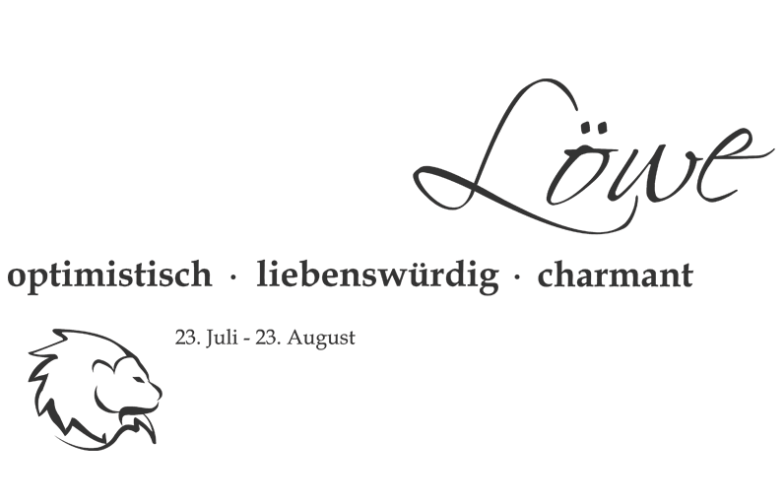 Löwe
optimistisch · liebenswürdig · charmant
23. Juli - 23. August